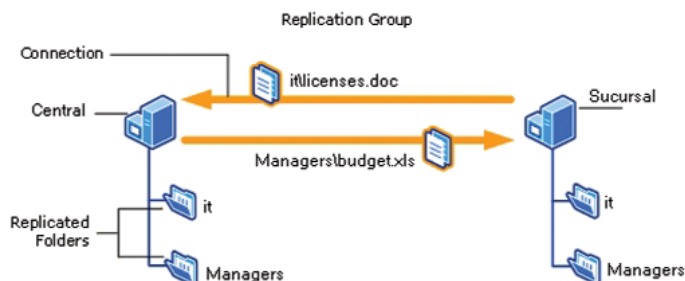 Replication Group
Connection
it\licenses.doc
Central
Sucursal
Managers\budget.xls
it
it
Replicated
Folders
Managers
Managers